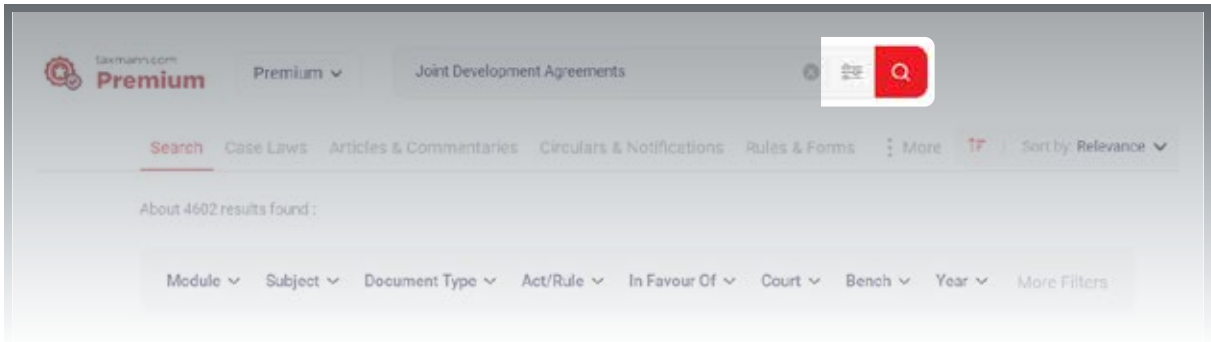 taxmann.com
Premium
Premium
Joint Development Agreements
Search Case Laws Articles & Commentaries Circulars & Notifications Rules & Forms More Sort by: Relevance
About 4602 results found :
Module Subject Document Type Act/Rule In Favour Of Court Bench Year More Filters